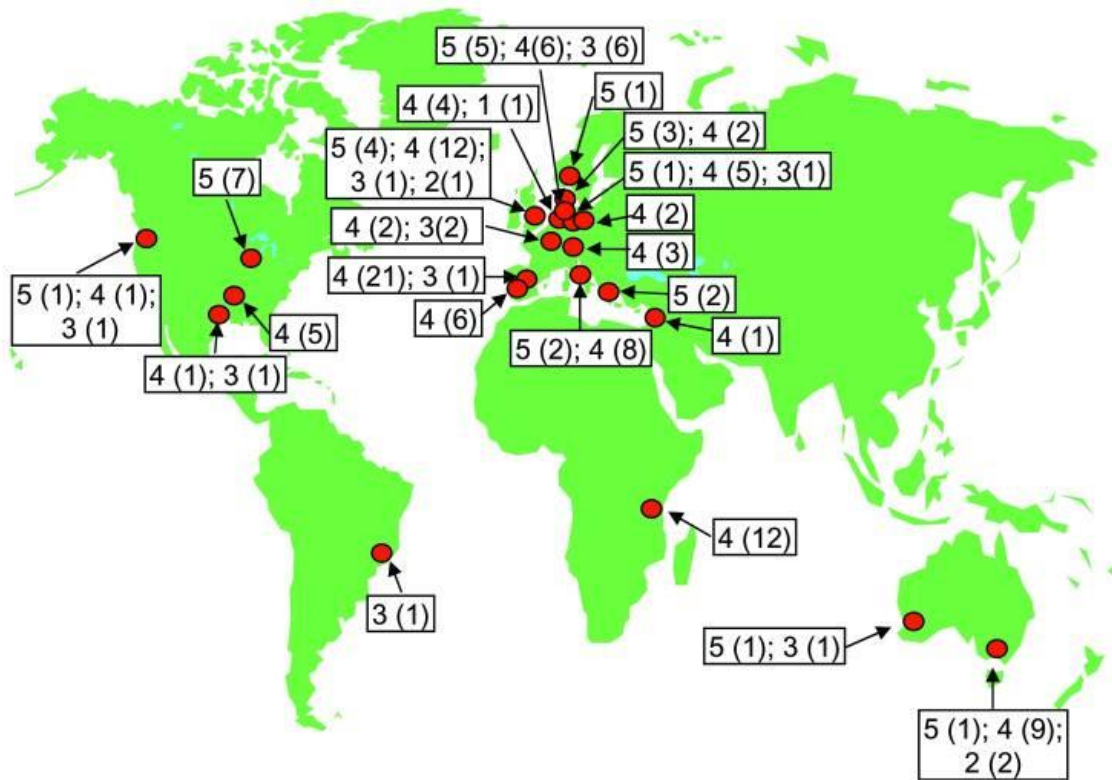 5 (5); 4(6); 3 (6)
4 (4); 1 (1)
5 (1)
5 (4); 4 (12);
3 (1); 2(1)
5 (3); 4 (2)
5 (7)
5 (1); 4 (5); 3(1)
4 (2); 3(2)
4 (2)
4 (3)
4 (21); 3 (1)
5 (1); 4 (1);
3 (1)
4 (6)
5 (2)
4 (5)
4 (1)
5 (2); 4 (8)
4 (1); 3 (1)
4 (12)
3 (1)
5 (1); 3 (1)
5 (1); 4 (9);
2 (2)